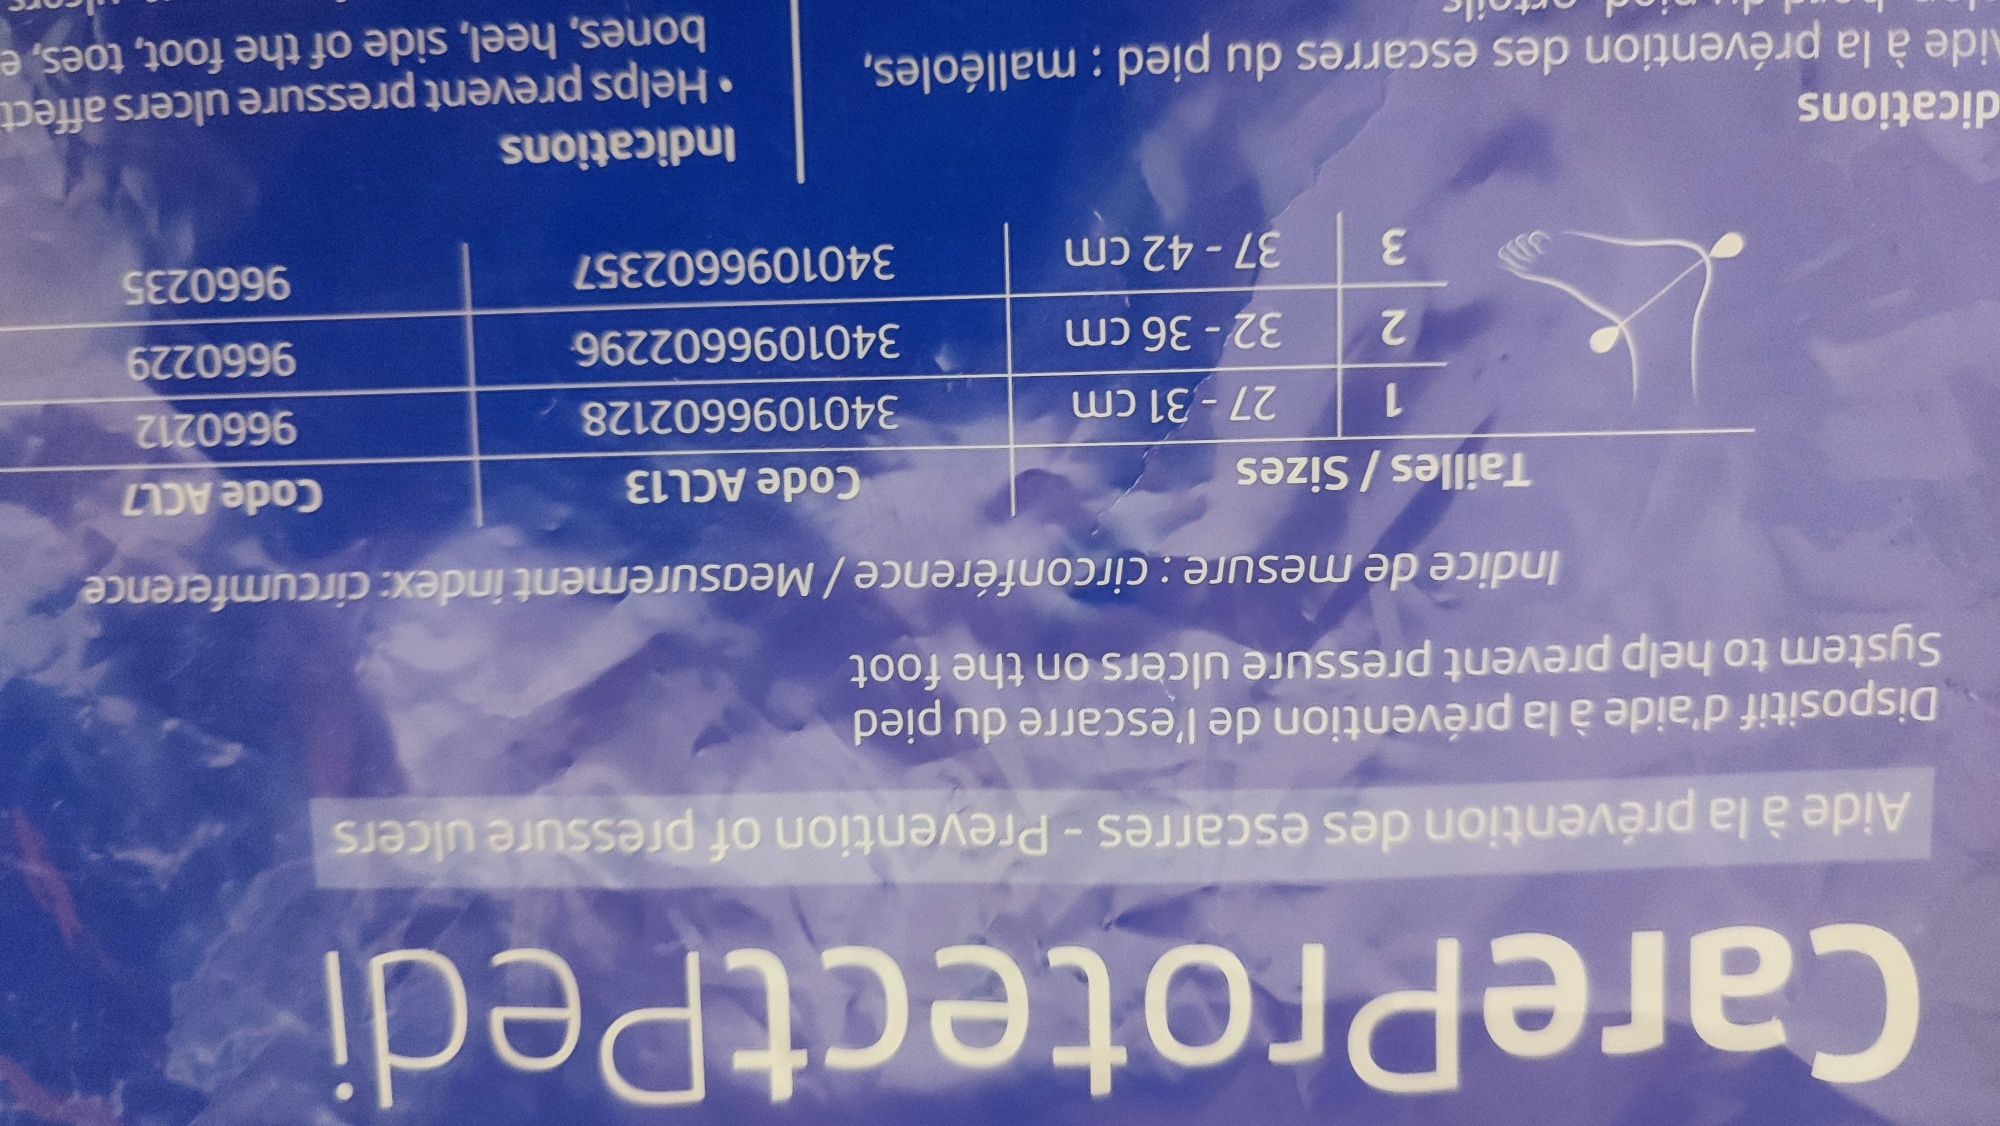 CareProtectPedi
Aide à la prévention des escarres - Prevention of pressure ulcers
Dispositif d'aide à la prévention de l'escarre du pied
System to help prevent pressure ulcers on the foot
Indice de mesure : circonférence / Measurement index: circumference
Tailles / Sizes Code ACL13 Code ACL7
1 27 - 31 cm 3401096602128 9660212
2 32 - 36 cm 3401096602296 9660229
3 37 - 42 cm 3401096602357 9660235
dications
ide à la prévention des escarres du pied : malléoles,
bord du pied, orteils
Indications
• Helps prevent pressure ulcers affect
bones, heel, side of the foot, toes, e